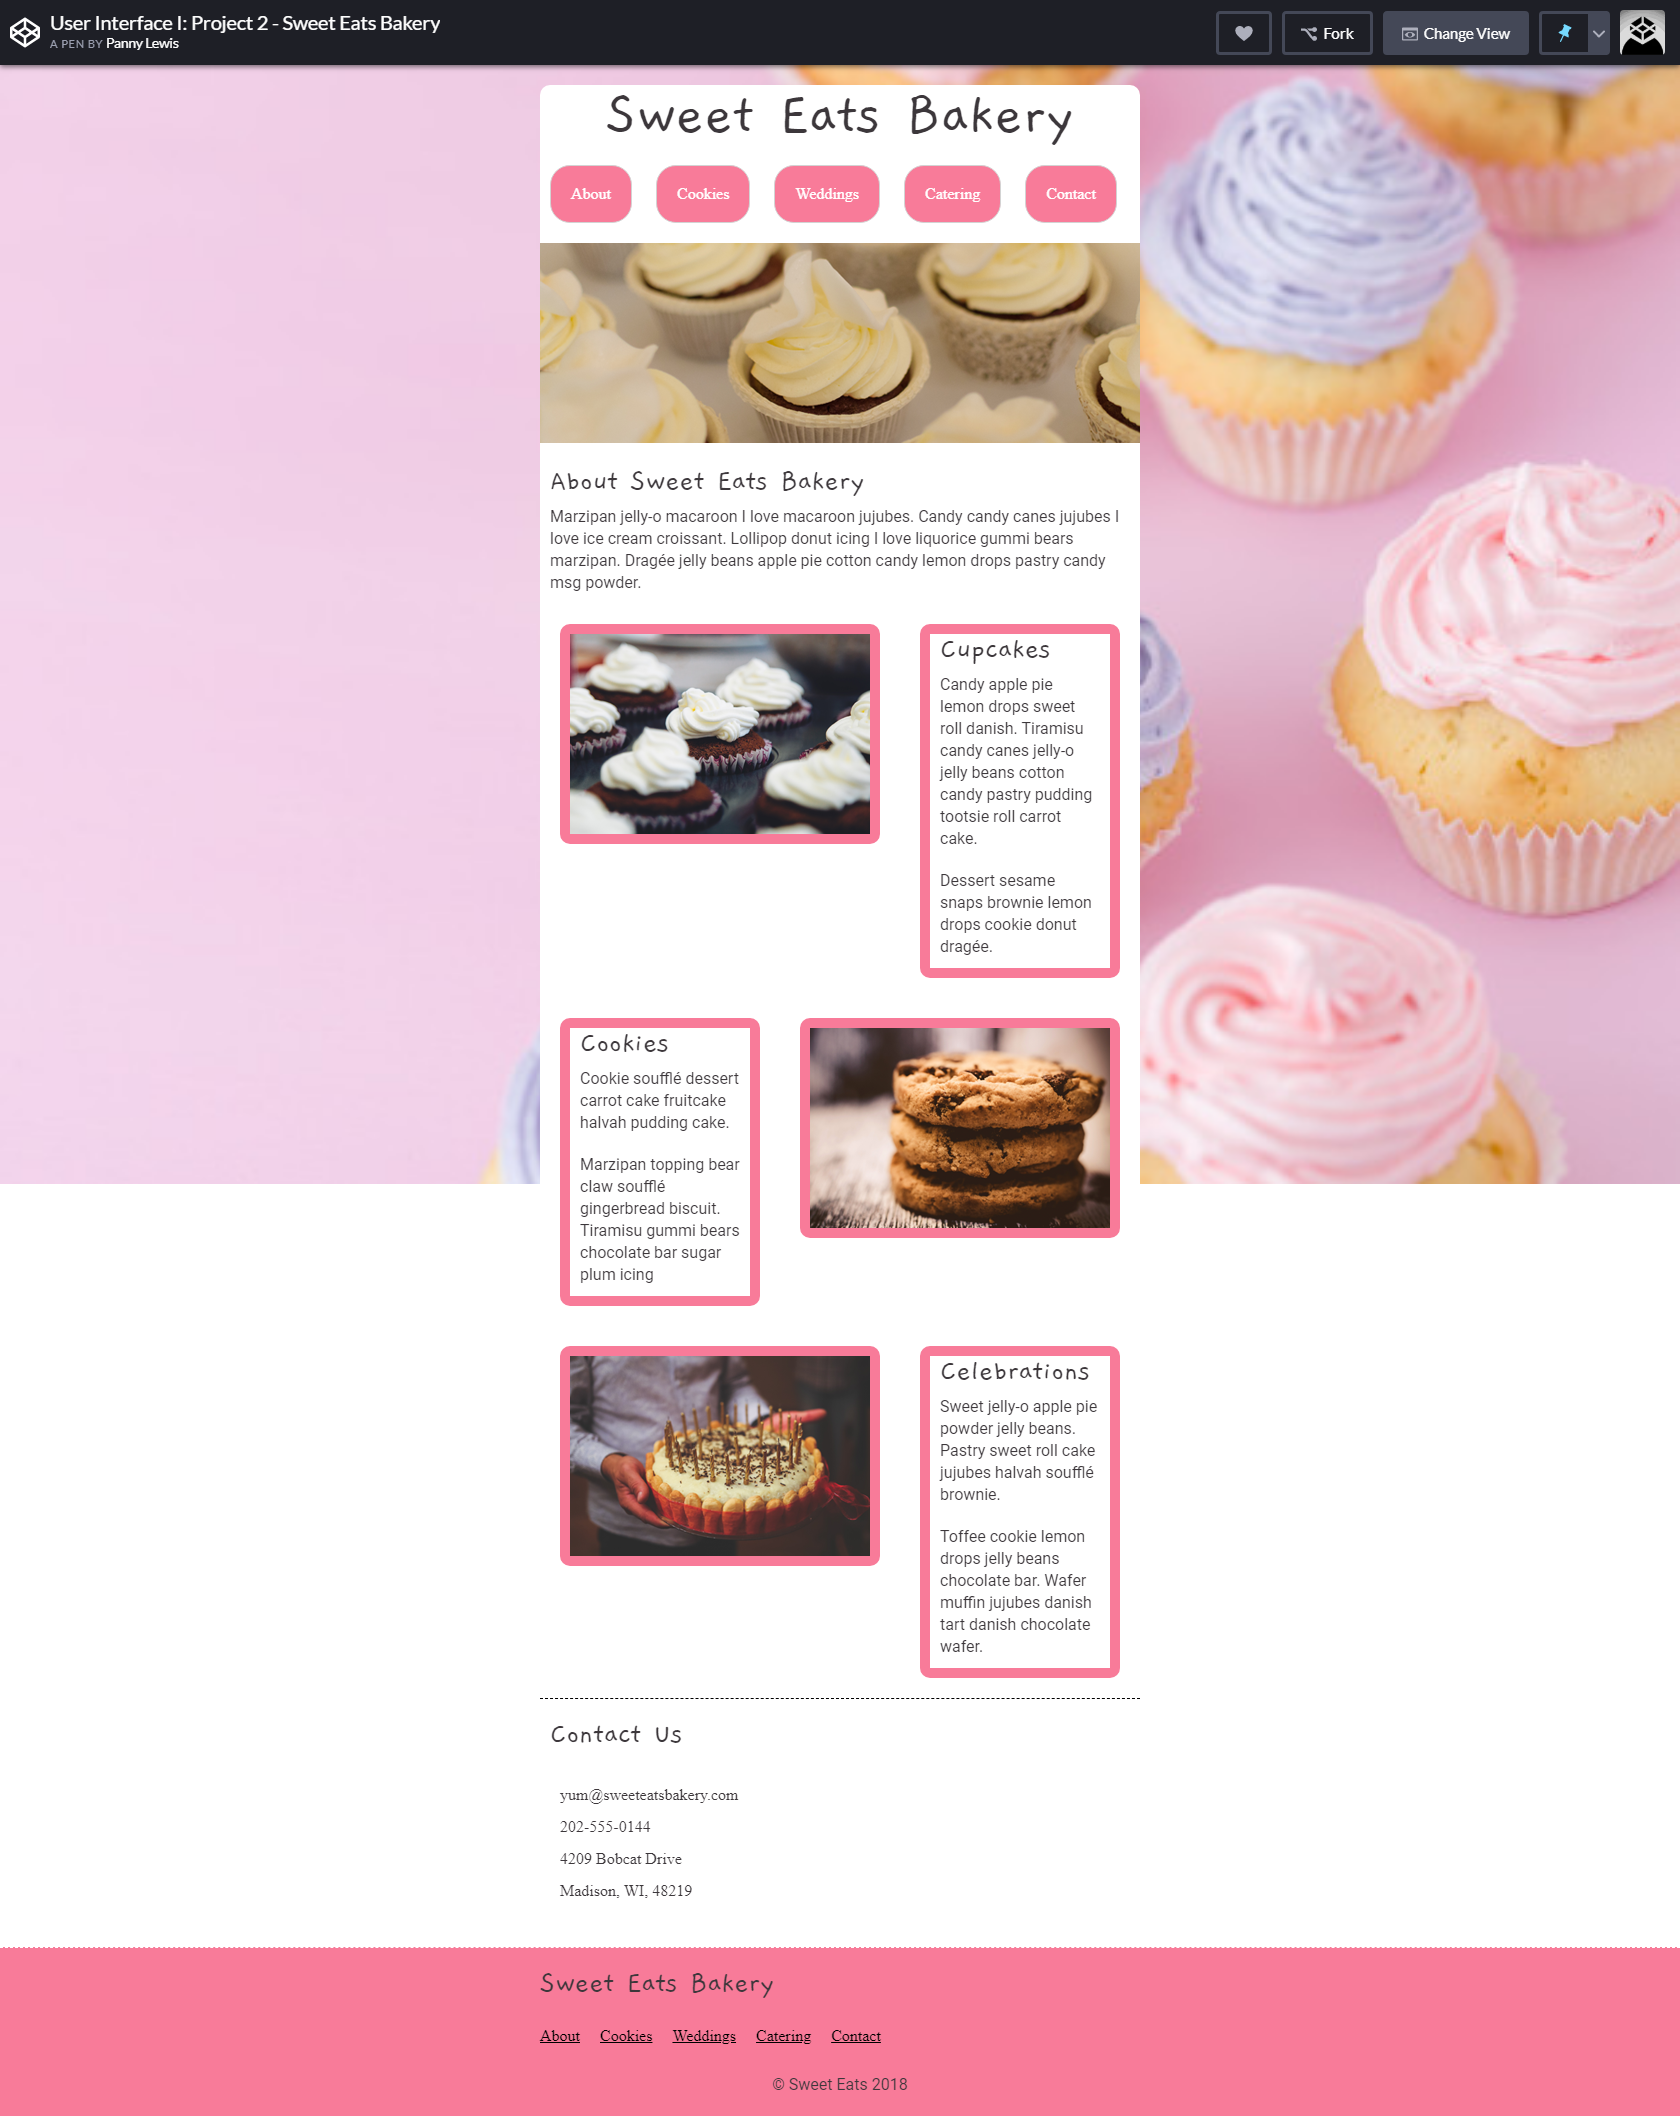 User Interface I: Project 2 - Sweet Eats Bakery
A PEN BY Panny Lewis
Fork
Change View
Sweet Eats Bakery
About Cookies Weddings Catering Contact
About Sweet Eats Bakery
Marzipan jelly-o macaroon I love macaroon jujubes. Candy candy canes jujubes I
love ice cream croissant. Lollipop donut icing I love liquorice gummi bears
marzipan. Dragée jelly beans apple pie cotton candy lemon drops pastry candy
msg powder.
Cupcakes
Candy apple pie
lemon drops sweet
roll danish. Tiramisu
candy canes jelly-o
jelly beans cotton
candy pastry pudding
tootsie roll carrot
cake.
Dessert sesame
snaps brownie lemon
drops cookie donut
dragée.
Cookies
Cookie soufflé dessert
carrot cake fruitcake
halvah pudding cake.
Marzipan topping bear
claw soufflé
gingerbread biscuit.
Tiramisu gummi bears
chocolate bar sugar
plum icing
Celebrations
Sweet jelly-o apple pie
powder jelly beans.
Pastry sweet roll cake
jujubes halvah soufflé
brownie.
Toffee cookie lemon
drops jelly beans
chocolate bar. Wafer
muffin jujubes danish
tart danish chocolate
wafer.
Contact Us
yum@sweeteatsbakery.com
202-555-0144
4209 Bobcat Drive
Madison, WI, 48219
Sweet Eats Bakery
About Cookies Weddings Catering Contact
© Sweet Eats 2018